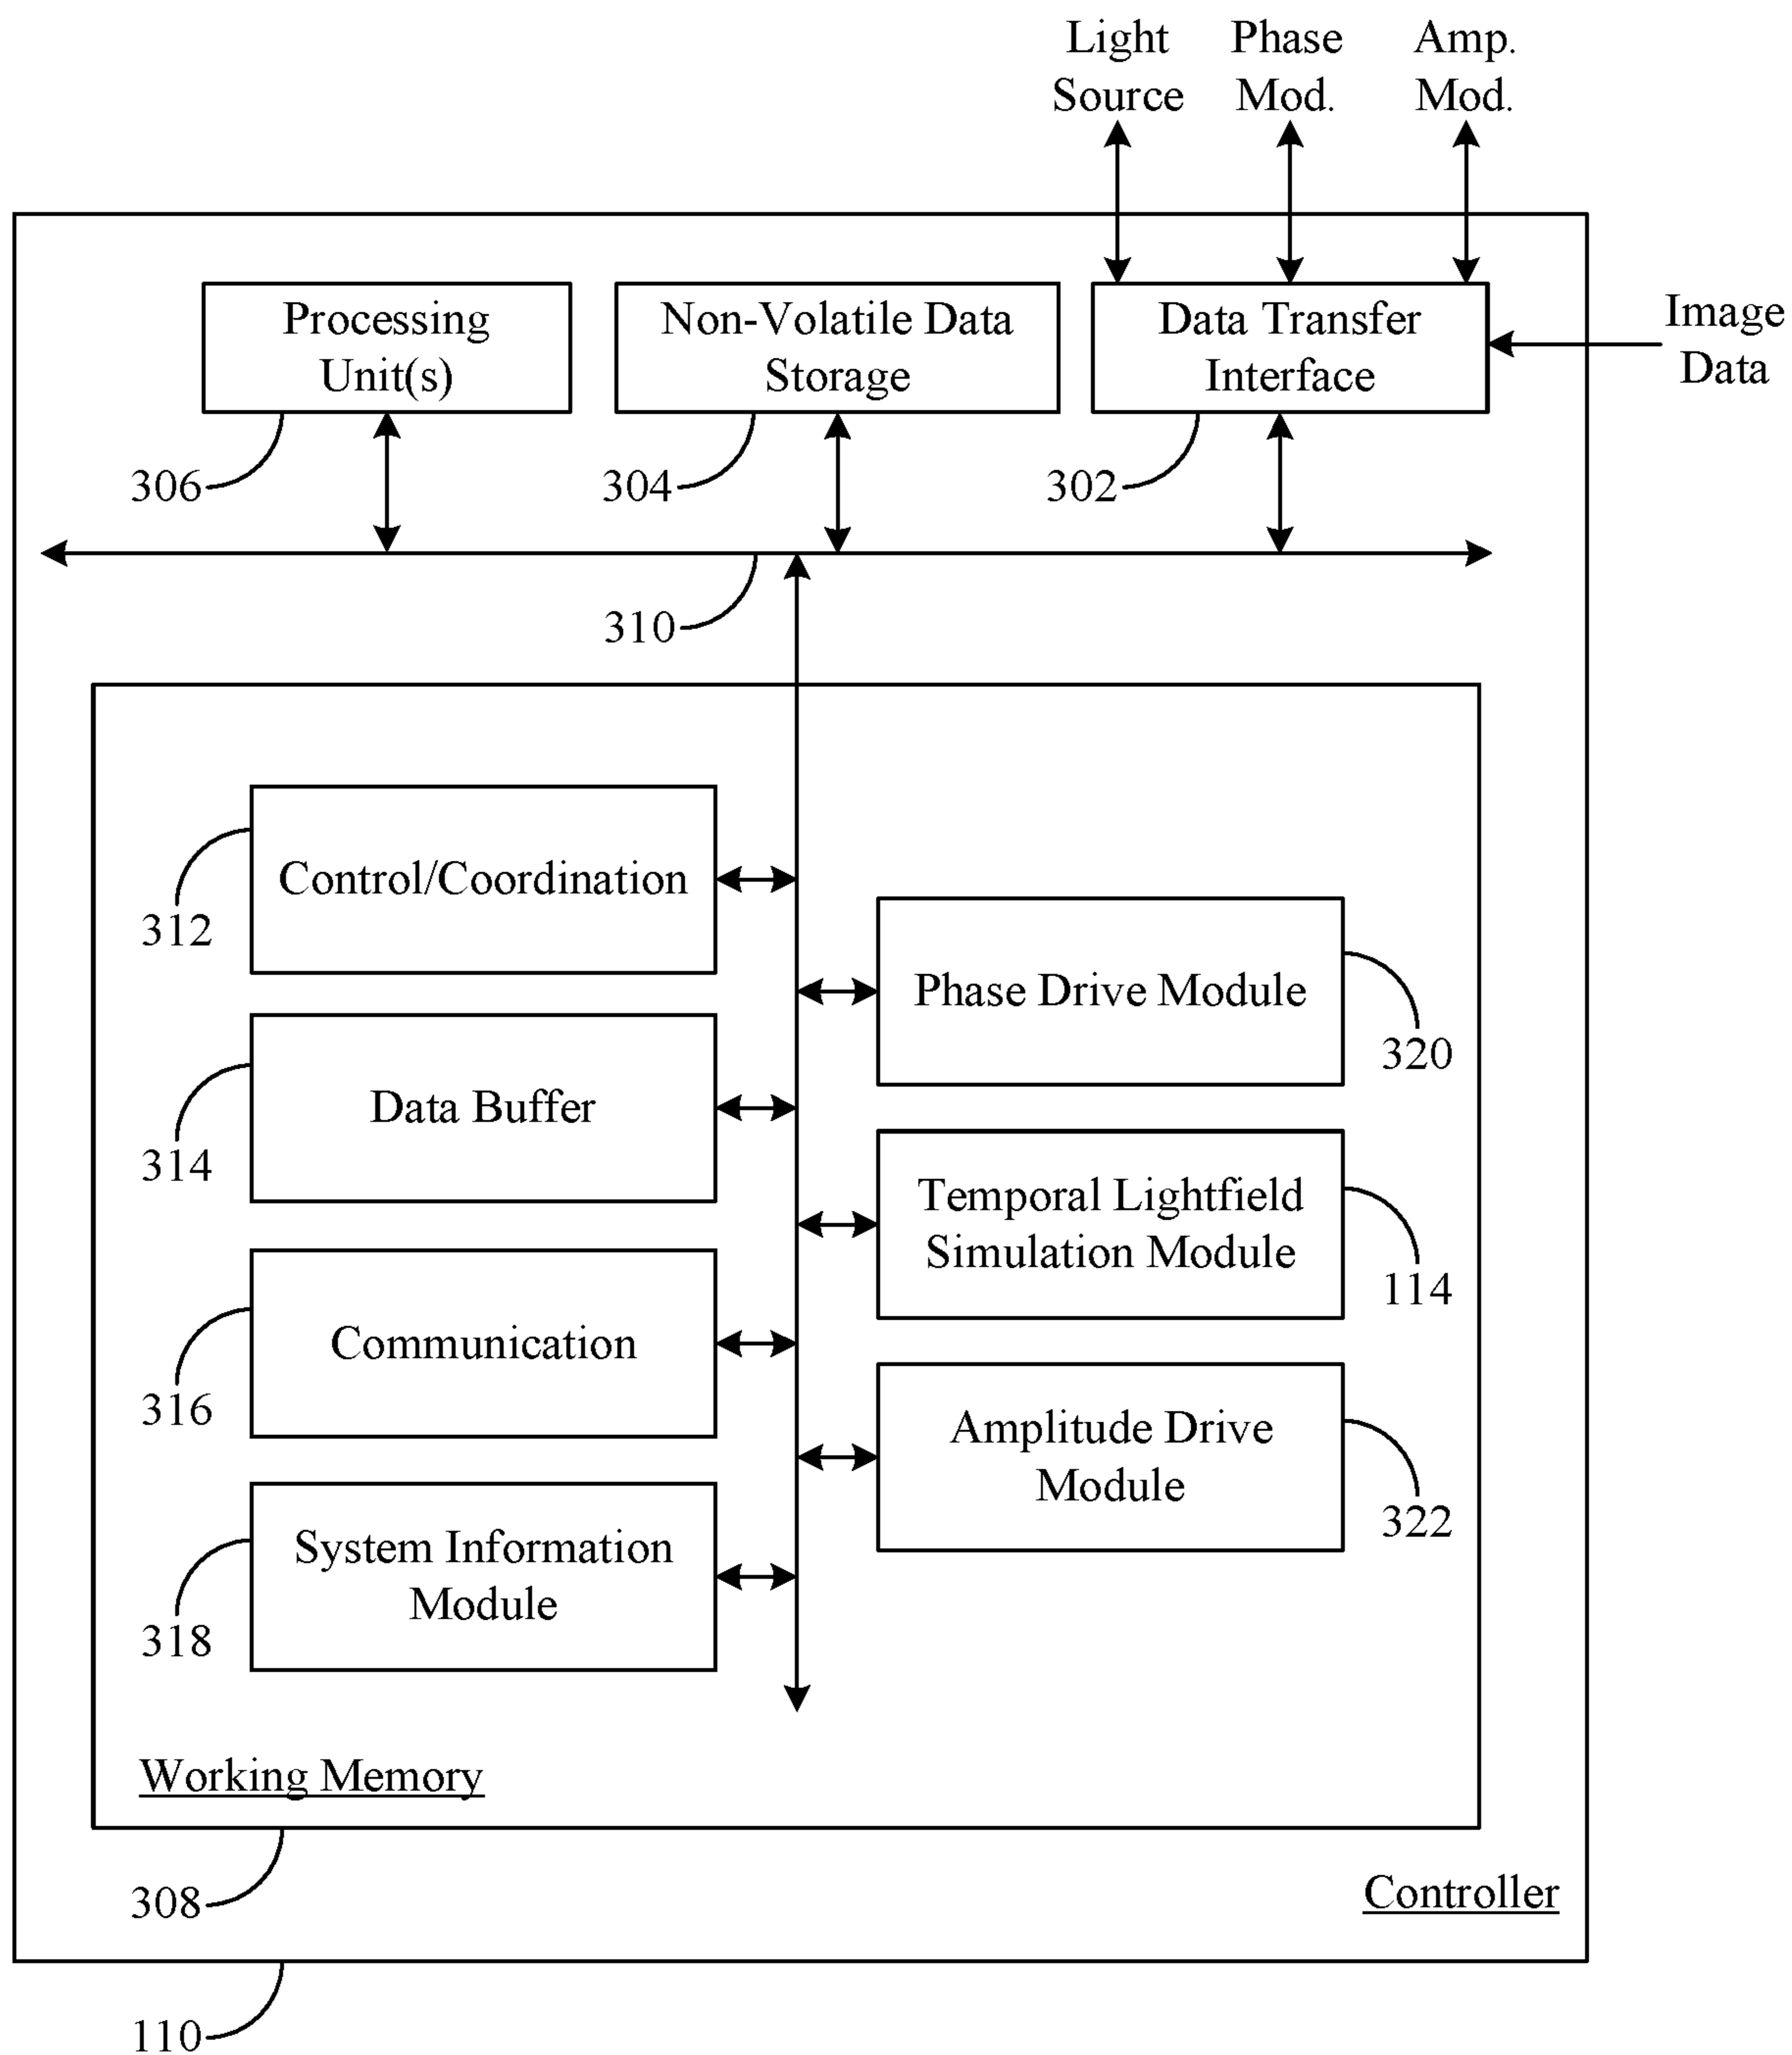 Light
Source
Phase
Mod.
Amp.
Mod.
Processing
Unit(s)
Non-Volatile Data
Storage
Data Transfer
Interface
Image
Data
306
304
302
310
Control/Coordination
312
Phase Drive Module
320
Data Buffer
314
Temporal Lightfield
Simulation Module
114
Communication
316
Amplitude Drive
Module
322
System Information
Module
318
Working Memory
308
Controller
110